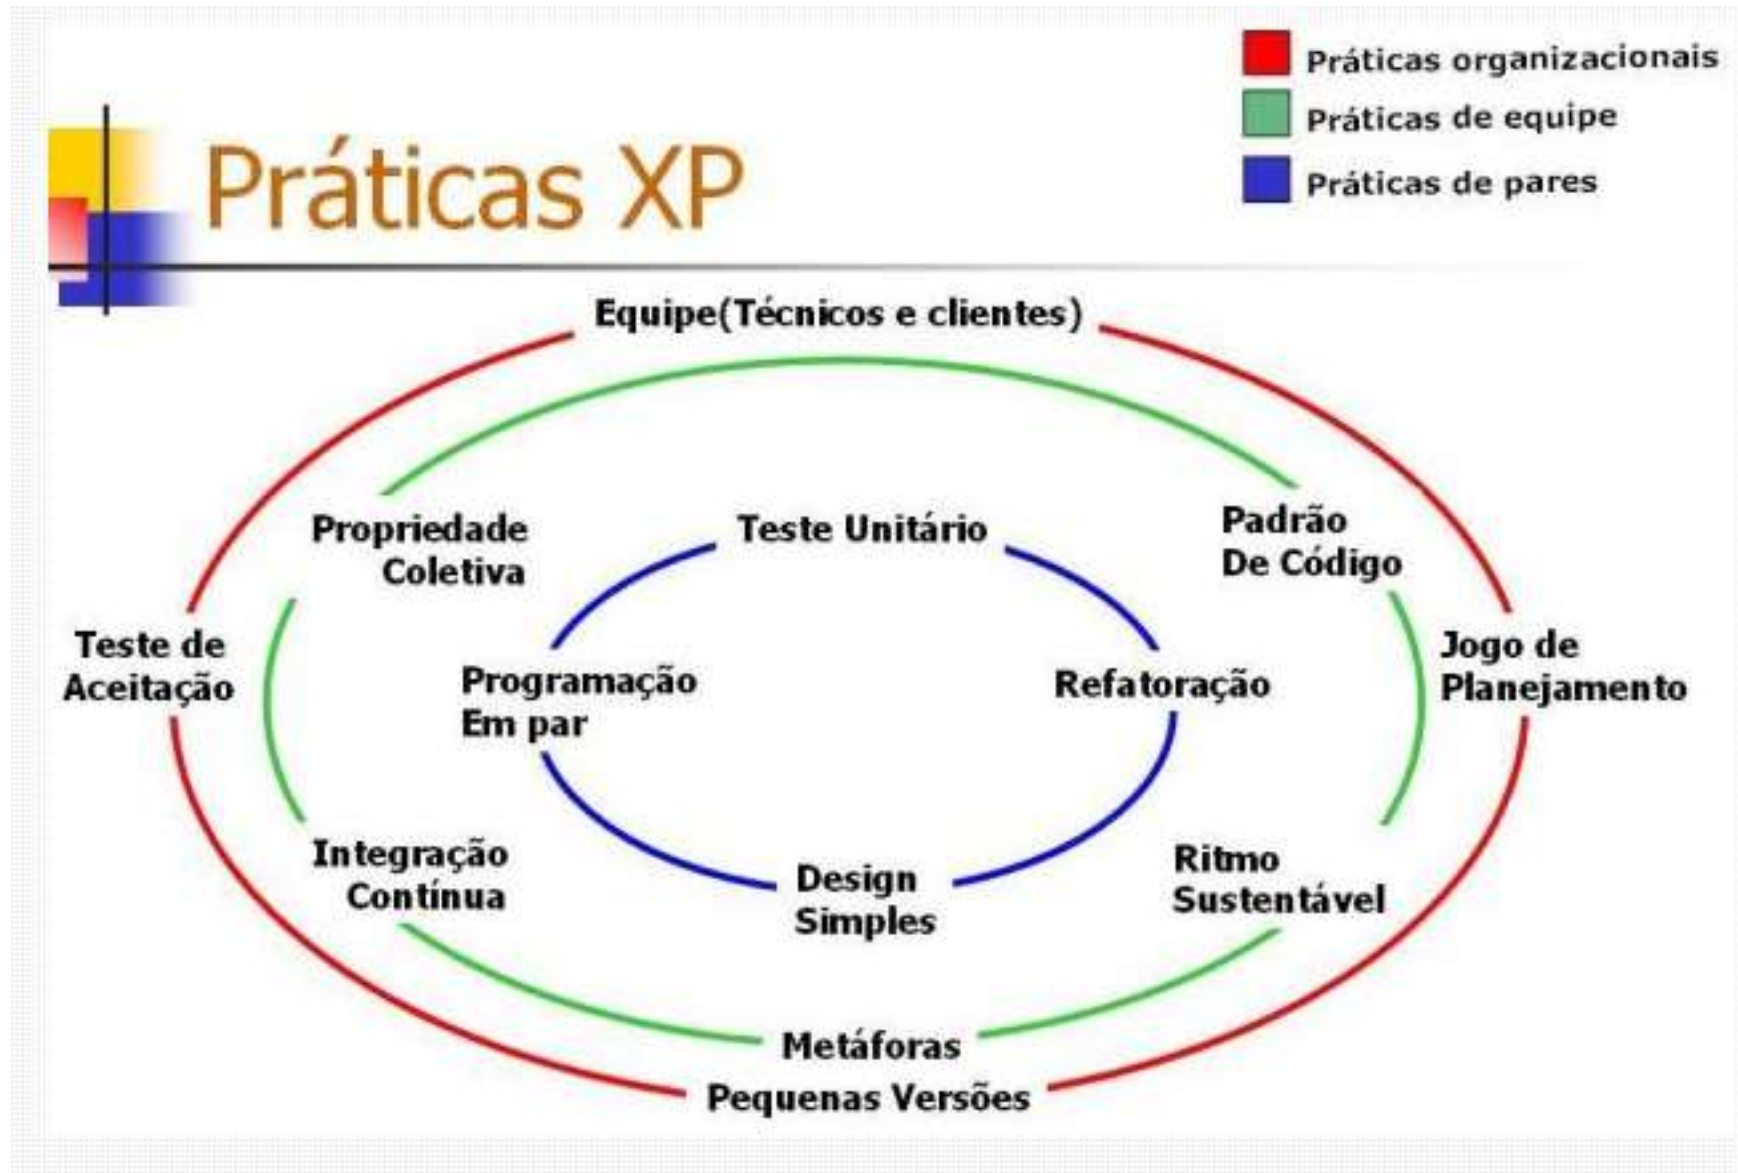 Práticas organizacionais
Práticas de equipe
Práticas de pares
Práticas XP
Equipe(Técnicos e clientes)
Propriedade
Coletiva
Teste Unitário
Padrão
De Código
Teste de
Aceitação
Programação
Em par
Refatoração
Jogo de
Planejamento
Integração
Contínua
Design
Simples
Ritmo
Sustentável
Metáforas
Pequenas Versões